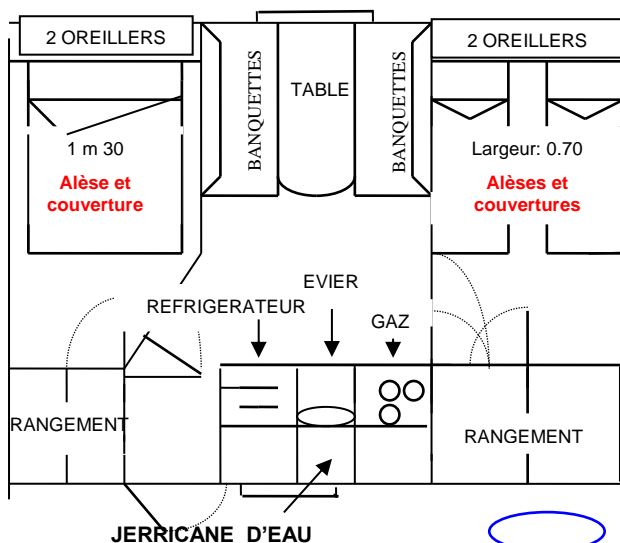 2 OREILLERS
BANQUETTES
TABLE
BANQUETTES
2 OREILLERS
1 m 30
Alèse et
couverture
Largeur: 0.70
Alèses et
couvertures
REFRIGERATEUR
EVIER
GAZ
RANGEMENT
RANGEMENT
JERRICANE D'EAU